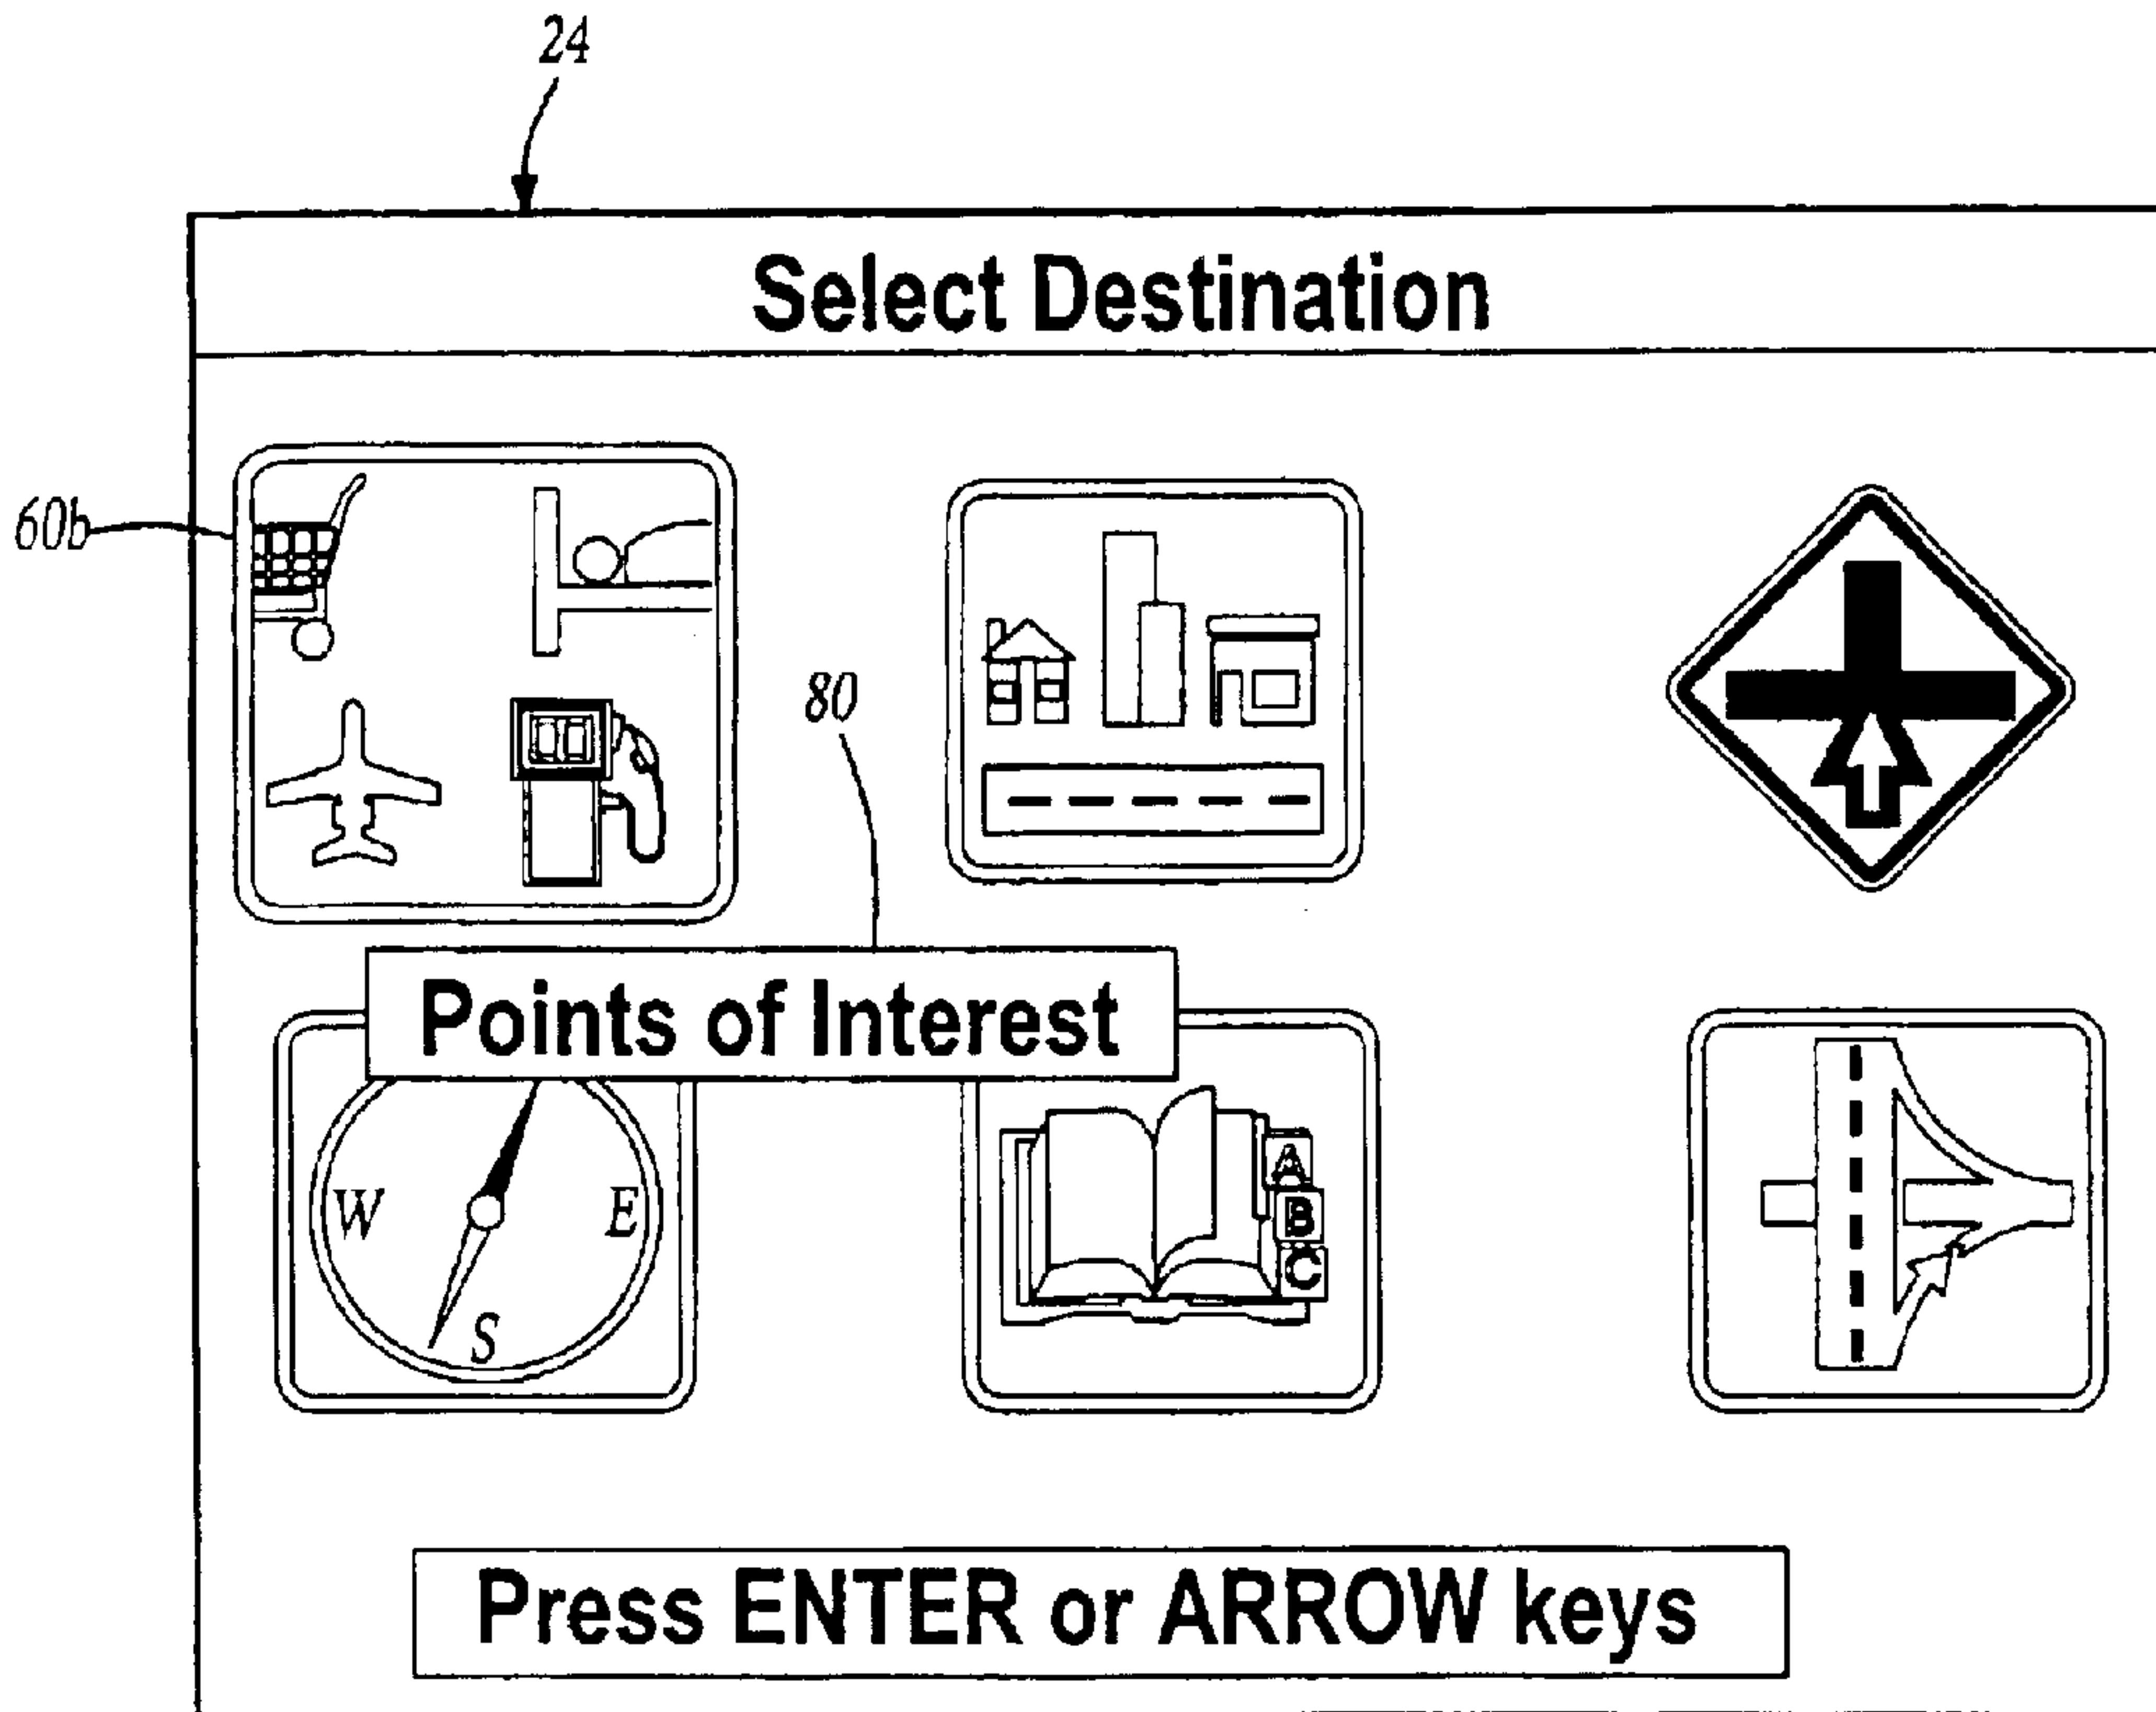 24
Select Destination
60b
80
Points of Interest
W E
A
B
C
S
Press ENTER or ARROW keys